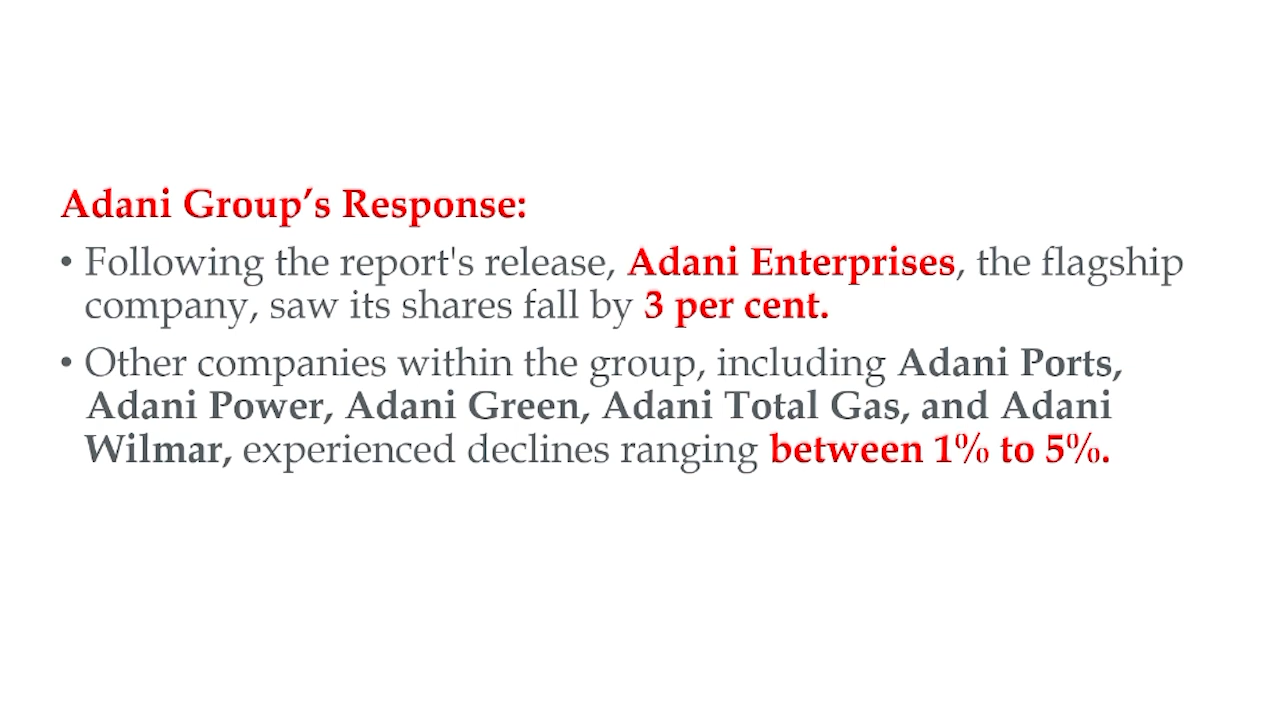 Adani Group’s Response:
• Following the report's release, Adani Enterprises, the flagship
company, saw its shares fall by 3 per cent.
• Other companies within the group, including Adani Ports,
Adani Power, Adani Green, Adani Total Gas, and Adani
Wilmar, experienced declines ranging between 1% to 5%.